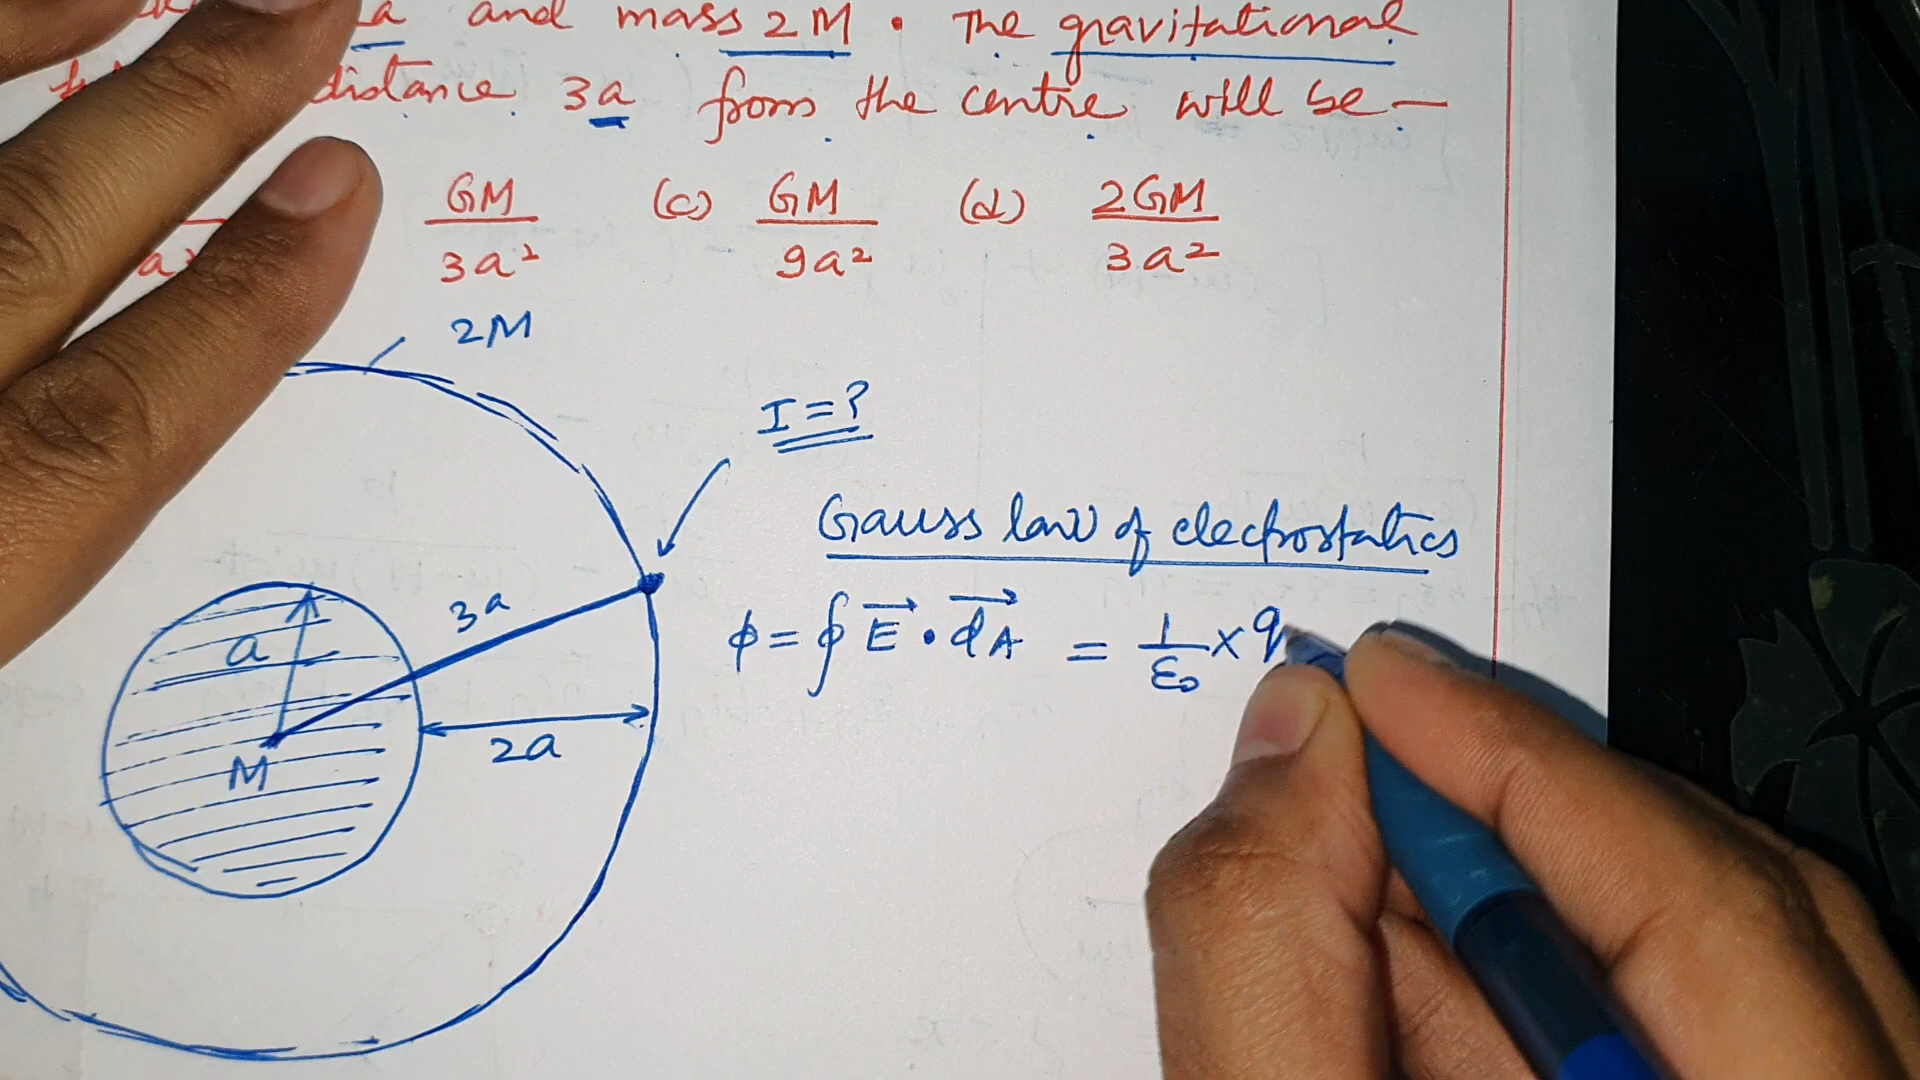 a and mass 2M. The gravitational
distance 3a from the centre will be —
GM/3a² (c) GM/9a² (d) 2GM/3a²
2M
I = ?
Gauss law of electrostatics
3a
ϕ = ∮ E⃗ · dA⃗ = 1/ε₀ × q
a
2a
M